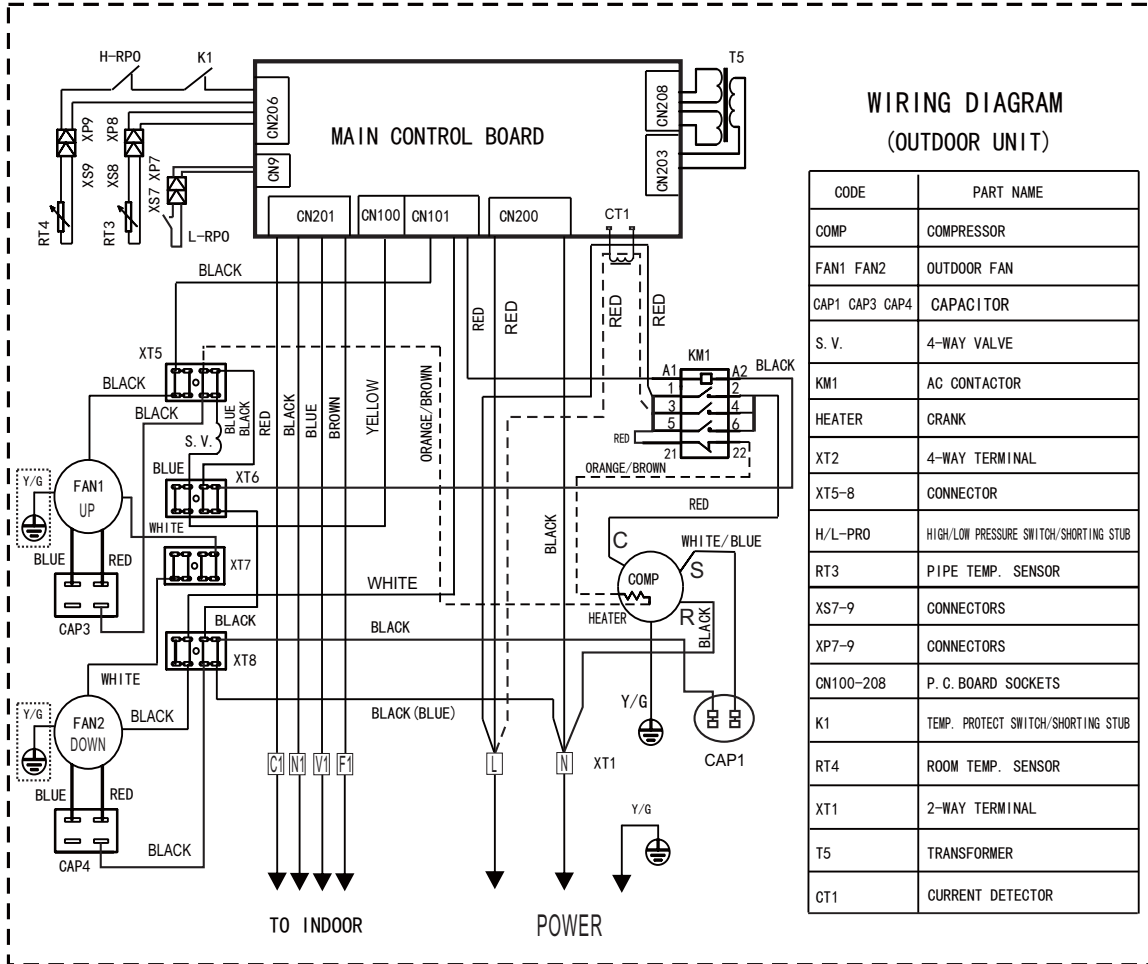 H-RPO
K1
T5
CN206
CN208
MAIN CONTROL BOARD
XP9
XP8
XS9
XS8
XS7 XP7
CN9
CN203
RT4
RT3
L-RPO
CN201
CN100
CN101
CN200
CT1
BLACK
RED
RED
RED
RED
XT5
KM1
BLACK
A1
A2
1
2
3
4
5
6
RED
21
22
ORANGE/BROWN
BLACK
BLACK
BLUE
BLACK
RED
BLACK
BLUE
BROWN
YELLOW
ORANGE/BROWN
S.V.
BLUE
XT6
Y/G
FAN1
UP
WHITE
BLUE
RED
XT7
CAP3
BLACK
RED
C
WHITE/BLUE
S
COMP
HEATER
R
BLACK
WHITE
BLACK
BLACK
XT8
WHITE
Y/G
FAN2
DOWN
BLACK
BLACK(BLUE)
Y/G
CAP1
BLUE
RED
CAP4
BLACK
C1
N1
V1
F1
L
N
XT1
Y/G
TO INDOOR
POWER
WIRING DIAGRAM
(OUTDOOR UNIT)
CODE PART NAME
COMP COMPRESSOR
FAN1 FAN2 OUTDOOR FAN
CAP1 CAP3 CAP4 CAPACITOR
S.V. 4-WAY VALVE
KM1 AC CONTACTOR
HEATER CRANK
XT2 4-WAY TERMINAL
XT5-8 CONNECTOR
H/L-PRO HIGH/LOW PRESSURE SWITCH/SHORTING STUB
RT3 PIPE TEMP. SENSOR
XS7-9 CONNECTORS
XP7-9 CONNECTORS
CN100-208 P.C.BOARD SOCKETS
K1 TEMP. PROTECT SWITCH/SHORTING STUB
RT4 ROOM TEMP. SENSOR
XT1 2-WAY TERMINAL
T5 TRANSFORMER
CT1 CURRENT DETECTOR